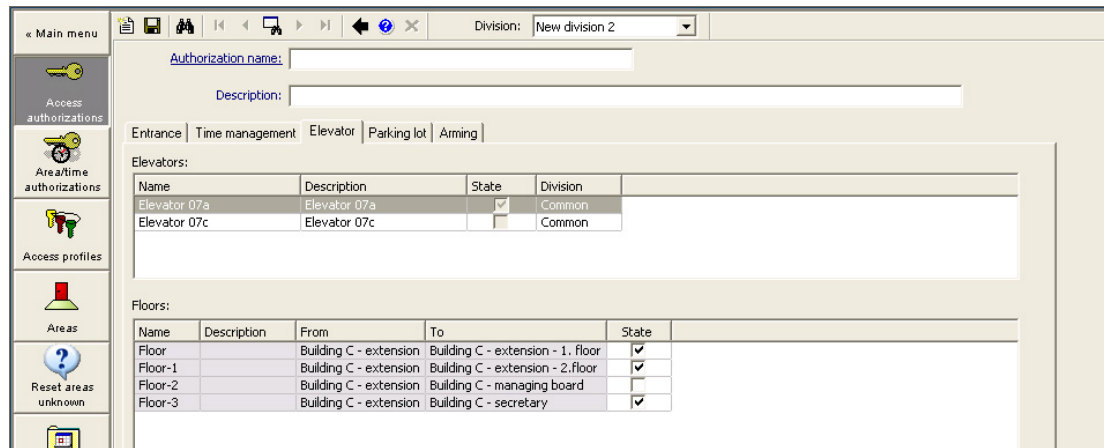 « Main menu
Division: New division 2
Authorization name:
Description:
Access
authorizations
Area/time
authorizations
Access profiles
Areas
Reset areas
unknown
Entrance Time management Elevator Parking lot Arming
Elevators:
Name Description State Division
Elevator 07a Elevator 07a Common
Elevator 07c Elevator 07c Common
Floors:
Name Description From To State
Floor Building C - extension Building C - extension - 1. floor
Floor-1 Building C - extension Building C - extension - 2.floor
Floor-2 Building C - extension Building C - managing board
Floor-3 Building C - extension Building C - secretary